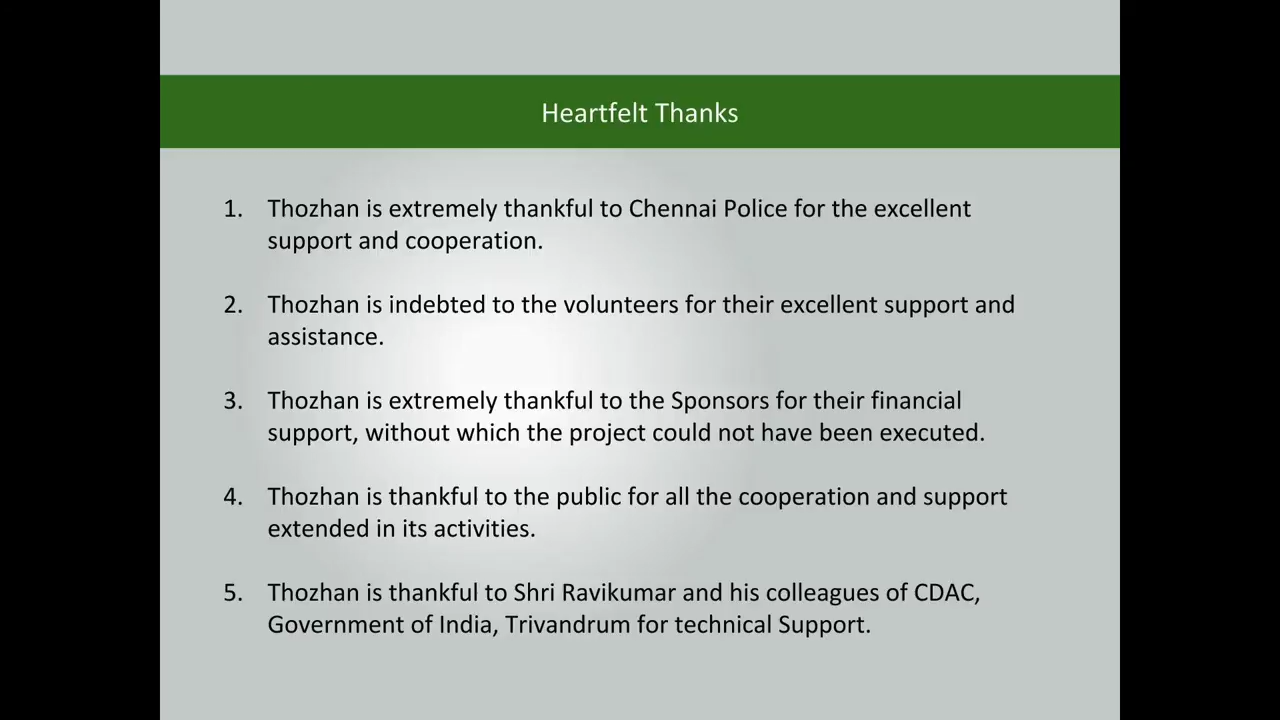 Heartfelt Thanks
1. Thozhan is extremely thankful to Chennai Police for the excellent
support and cooperation.
2. Thozhan is indebted to the volunteers for their excellent support and
assistance.
3. Thozhan is extremely thankful to the Sponsors for their financial
support, without which the project could not have been executed.
4. Thozhan is thankful to the public for all the cooperation and support
extended in its activities.
5. Thozhan is thankful to Shri Ravikumar and his colleagues of CDAC,
Government of India, Trivandrum for technical Support.